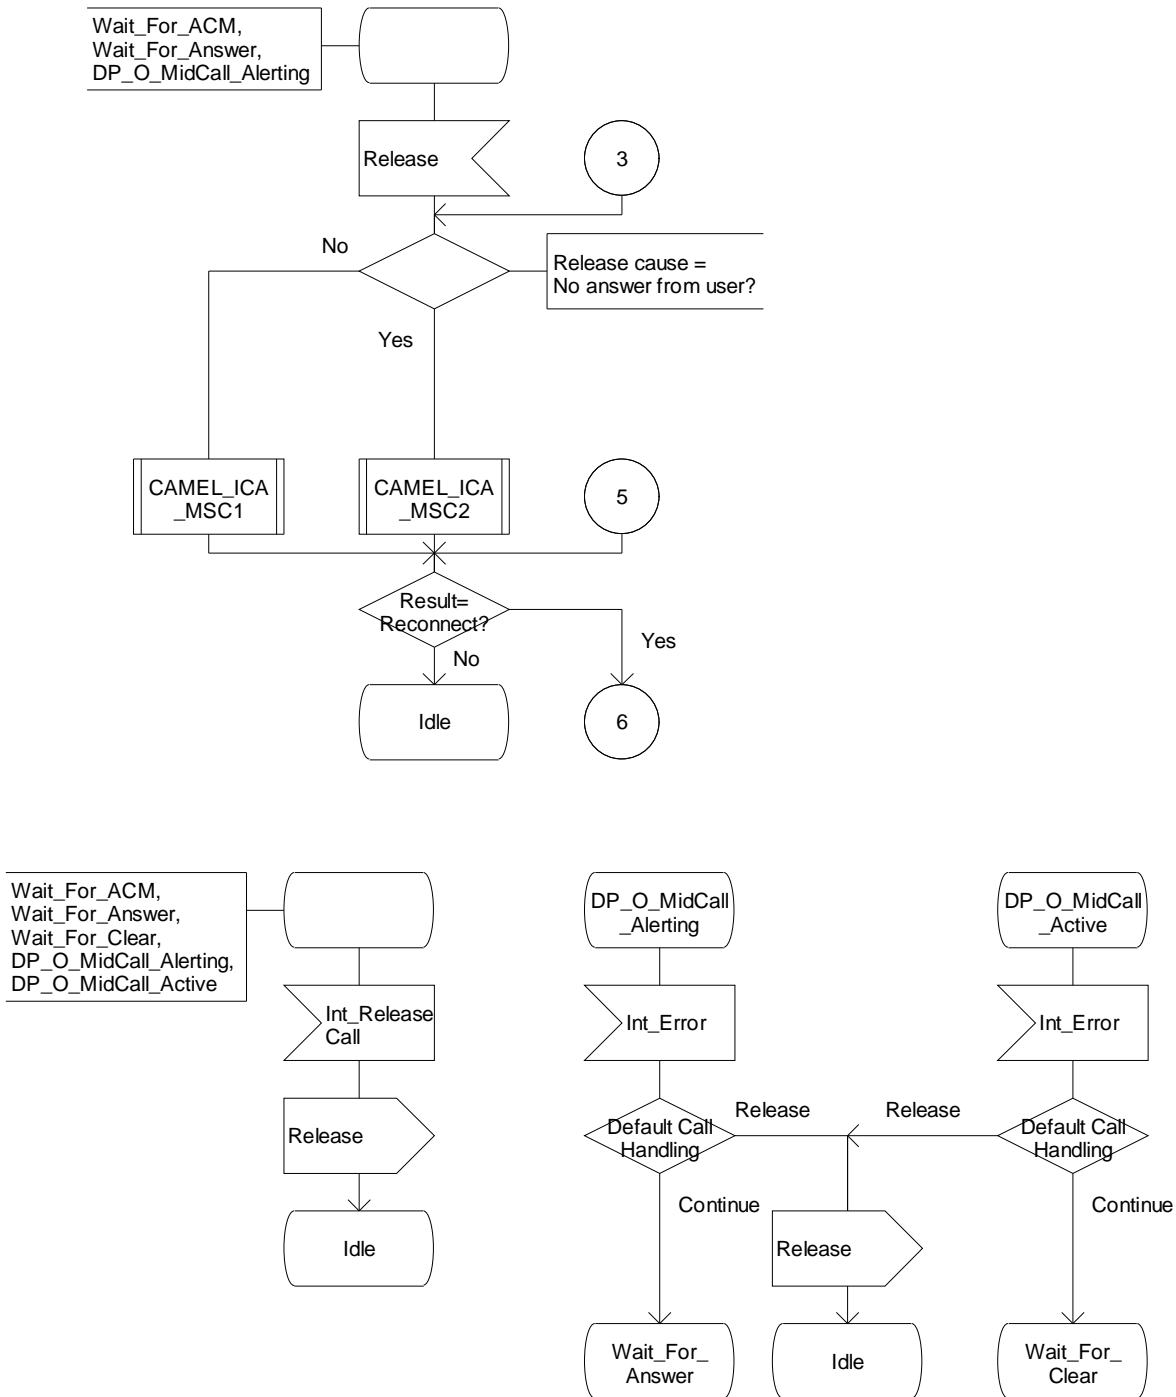 Wait_For_ACM,
Wait_For_Answer,
DP_O_MidCall_Alerting
Release
3
No
Release cause =
No answer from user?
Yes
CAMEL_ICA
_MSC1
CAMEL_ICA
_MSC2
5
Result=
Reconnect?
Yes
No
Idle
6
Wait_For_ACM,
Wait_For_Answer,
Wait_For_Clear,
DP_O_MidCall_Alerting,
DP_O_MidCall_Active
Int_Release
Call
Release
Idle
DP_O_MidCall
_Alerting
Int_Error
Default Call
Handling
Release
Continue
DP_O_MidCall
_Active
Int_Error
Default Call
Handling
Release
Continue
Release
Wait_For_
Answer
Idle
Wait_For_
Clear